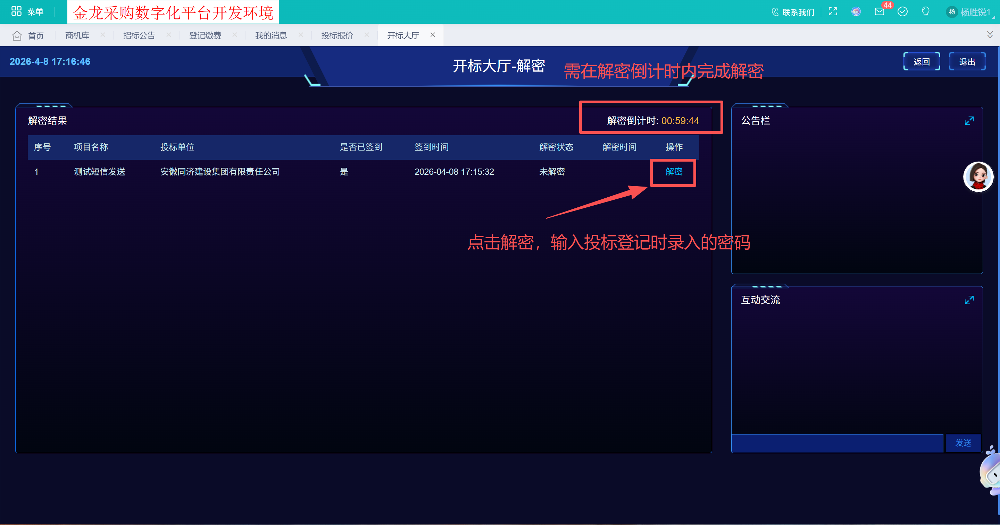 菜单
金龙采购数字化平台开发环境
联系我们
44
杨
杨胜锐1
首页
商机库
招标公告
登记缴费
我的消息
投标报价
开标大厅
2026-4-8 17:16:46
开标大厅-解密
需在解密倒计时内完成解密
返回
退出
解密结果
解密倒计时: 00:59:44
序号 项目名称 投标单位 是否已签到 签到时间 解密状态 解密时间 操作
1 测试短信发送 安徽同济建设集团有限责任公司 是 2026-04-08 17:15:32 未解密 解密
点击解密，输入投标登记时录入的密码
公告栏
互动交流
发送